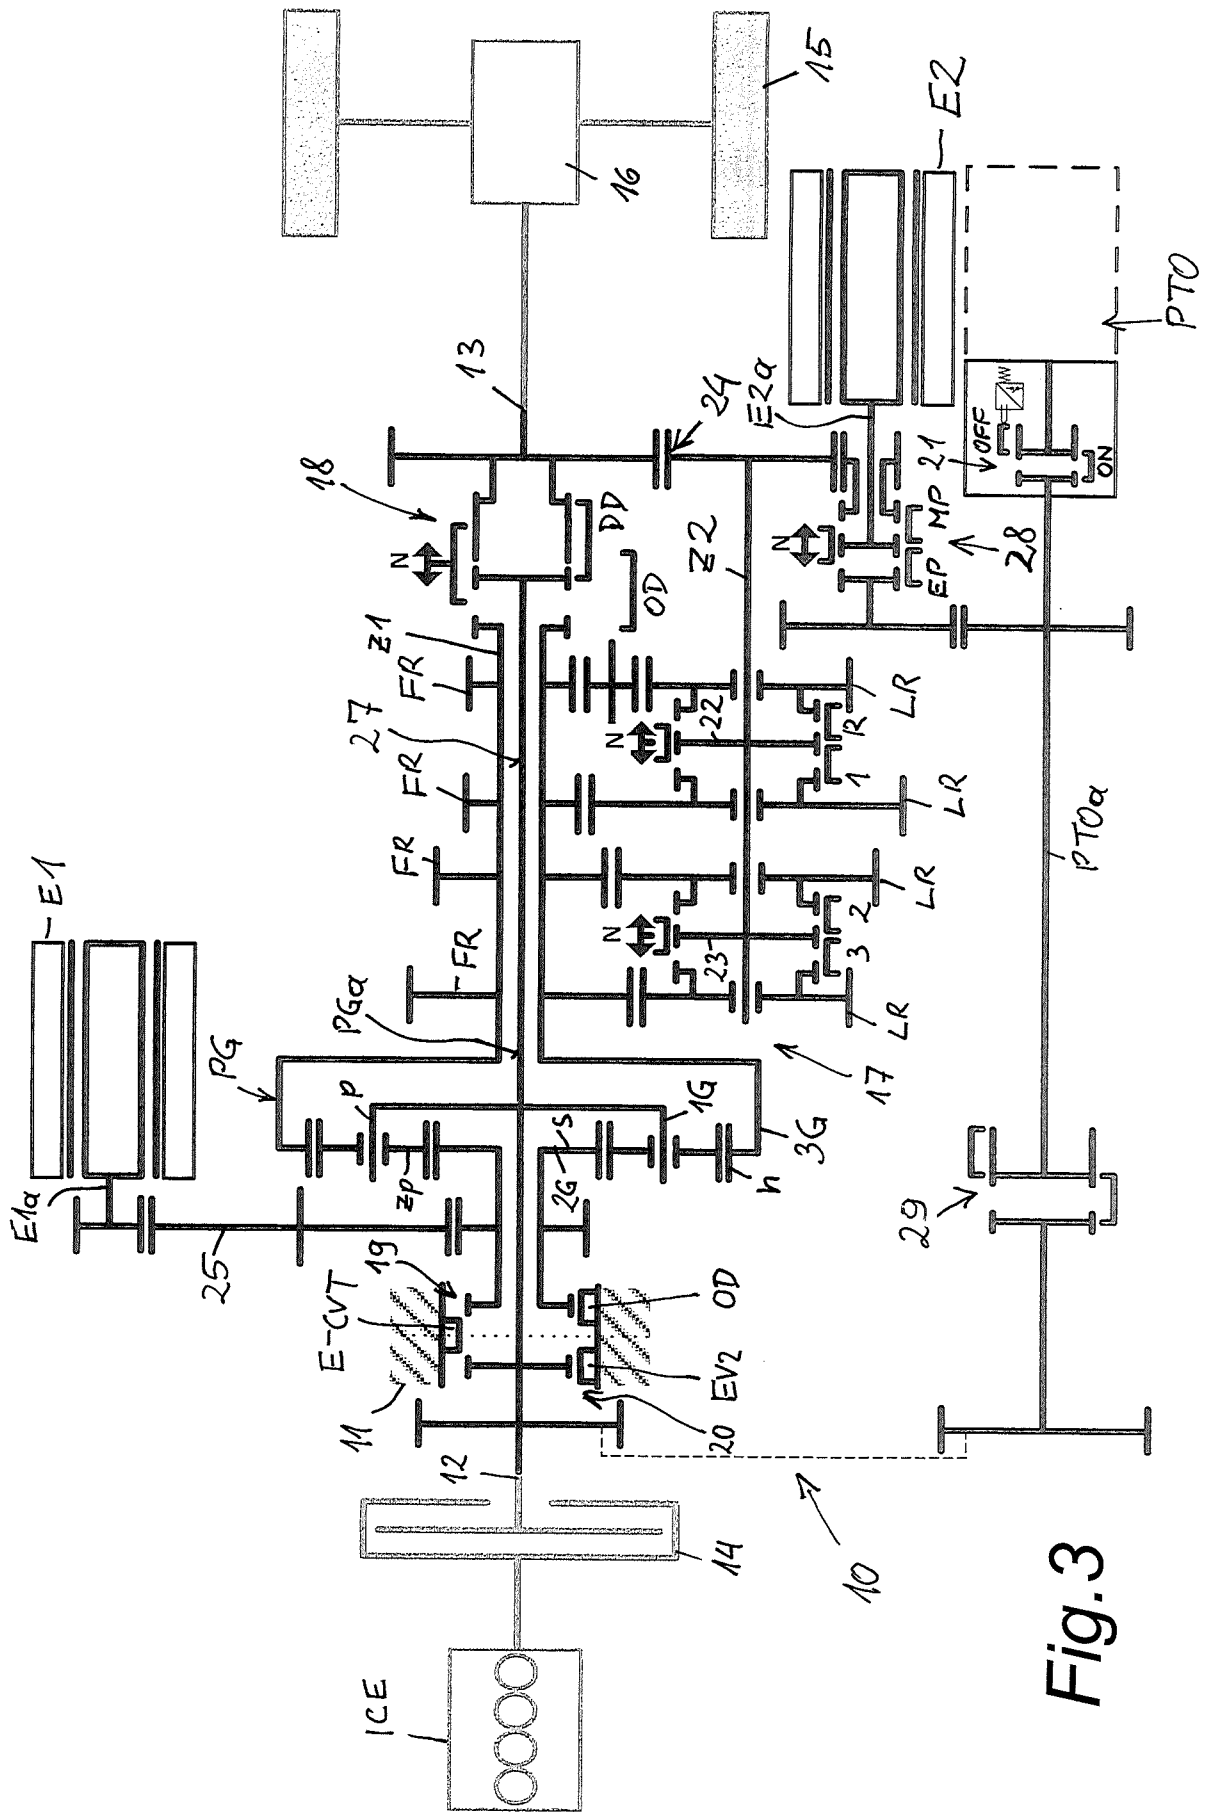 E1
E1a
25
PG
FR
FR
FR
FR
27
z1
N
18
13
16
15
PGa
p
zp
2G
s
1G
3G
h
E-CVT
19
11
OD
EV2
20
12
14
ICE
10
N
23
3
2
LR
LR
17
N
22
1
R
LR
LR
OD
DD
Z2
24
N
EP
MP
28
E2a
E2
21
OFF
ON
PTO
PTOa
29
Fig.3